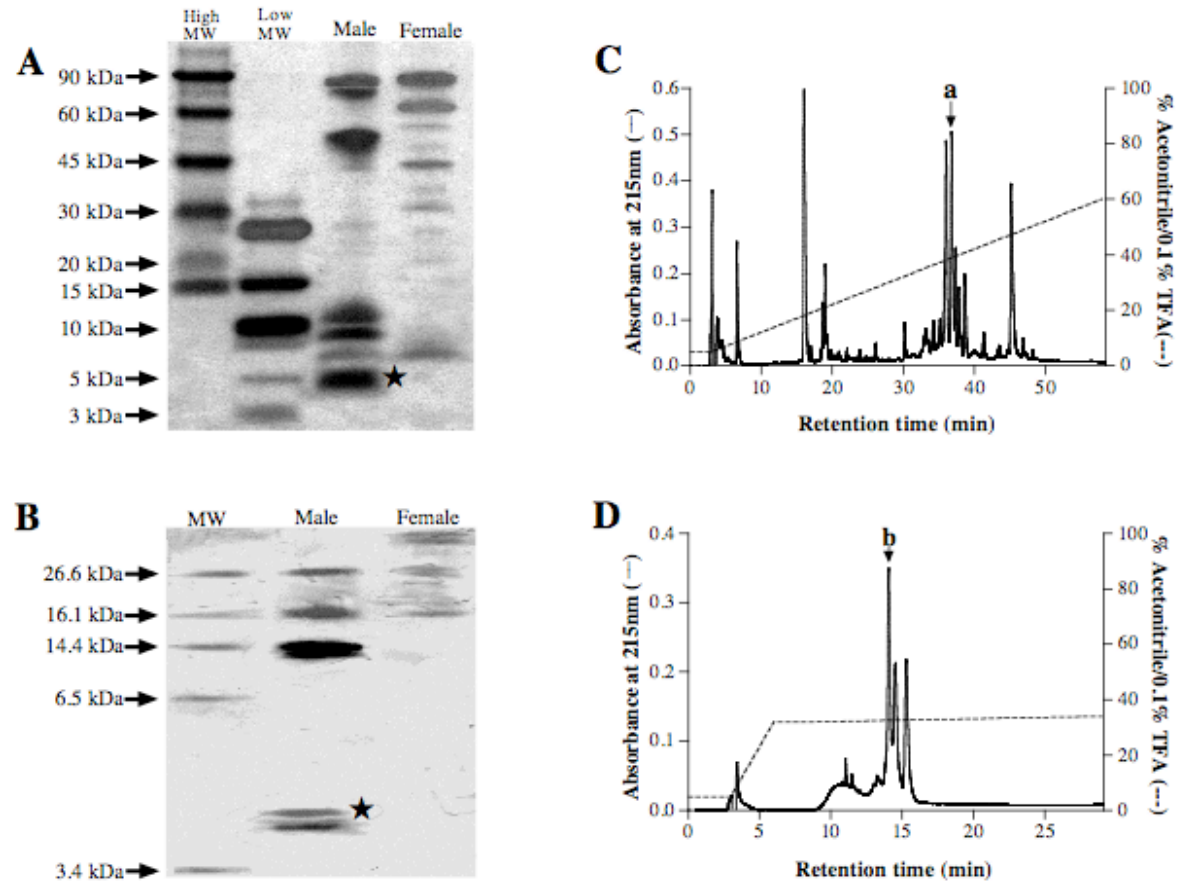 A
High MW
Low MW
Male
Female
90 kDa
60 kDa
45 kDa
30 kDa
20 kDa
15 kDa
10 kDa
5 kDa
3 kDa
★
B
MW
Male
Female
26.6 kDa
16.1 kDa
14.4 kDa
6.5 kDa
3.4 kDa
★
C
a
Absorbance at 215nm (—)
0.6
0.5
0.4
0.3
0.2
0.1
0.0
100
80
60
40
20
0
% Acetonitrile/0.1% TFA(---)
0 10 20 30 40 50
Retention time (min)
D
b
Absorbance at 215nm (—)
0.4
0.3
0.2
0.1
0.0
100
80
60
40
20
0
% Acetonitrile/0.1% TFA (---)
0 5 10 15 20 25
Retention time (min)